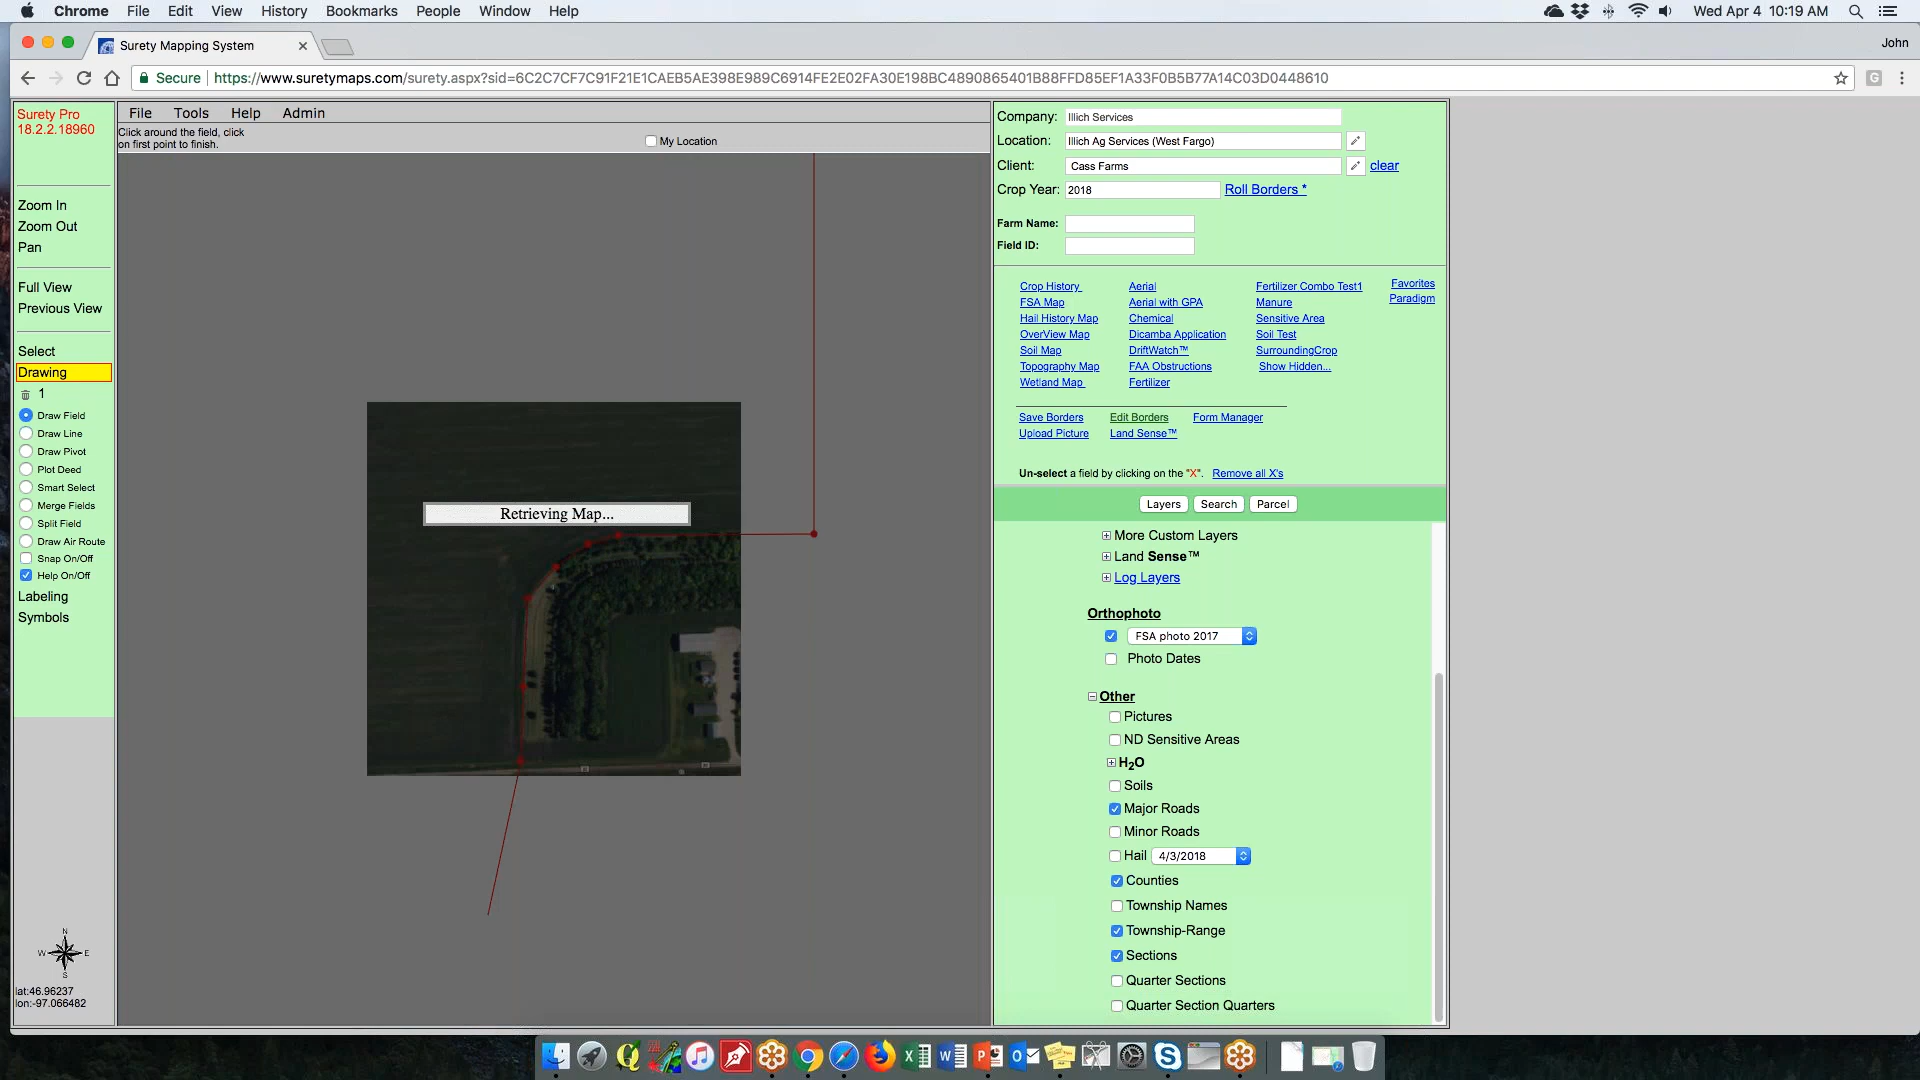 Chrome File Edit View History Bookmarks People Window Help Wed Apr 4 10:19 AM
Surety Mapping System John
Secure https://www.suretymaps.com/surety.aspx?sid=6C2C7CF7C91F21E1CAEB5AE398E989C6914FE2E02FA30E198BC4890865401B88FFD85EF1A33F0B5B77A14C03D0448610
Surety Pro
18.2.2.18960
File Tools Help Admin
Click around the field, click
on first point to finish.
My Location
Zoom In
Zoom Out
Pan
Full View
Previous View
Select
Drawing
1
Draw Field
Draw Line
Draw Pivot
Plot Deed
Smart Select
Merge Fields
Split Field
Draw Air Route
Snap On/Off
Help On/Off
Labeling
Symbols
N
W E
S
lat:46.96237
lon:-97.066482
Retrieving Map...
Company: Illich Services
Location: Illich Ag Services (West Fargo)
Client: Cass Farms clear
Crop Year: 2018 Roll Borders *
Farm Name:
Field ID:
Crop History Aerial Fertilizer Combo Test1 Favorites
FSA Map Aerial with GPA Manure Paradigm
Hail History Map Chemical Sensitive Area
OverView Map Dicamba Application Soil Test
Soil Map DriftWatch™ SurroundingCrop
Topography Map FAA Obstructions Show Hidden...
Wetland Map Fertilizer
Save Borders Edit Borders Form Manager
Upload Picture Land Sense™
Un-select a field by clicking on the "X". Remove all X's
Layers Search Parcel
More Custom Layers
Land Sense™
Log Layers
Orthophoto
FSA photo 2017
Photo Dates
Other
Pictures
ND Sensitive Areas
H2O
Soils
Major Roads
Minor Roads
Hail 4/3/2018
Counties
Township Names
Township-Range
Sections
Quarter Sections
Quarter Section Quarters